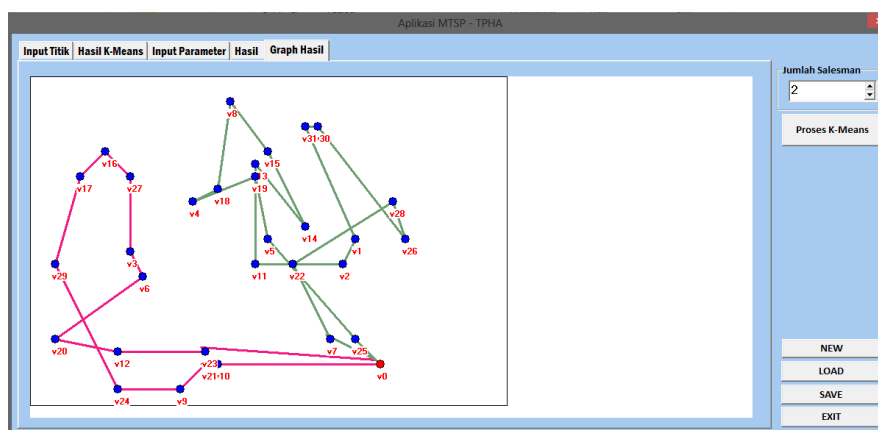 Aplikasi MTSP - TPHA
Input Titik
Hasil K-Means
Input Parameter
Hasil
Graph Hasil
Jumlah Salesman
2
Proses K-Means
v8
v31
30
v16
v15
v17
v27
3
v19
v18
v4
v28
v14
v5
v1
v26
v3
v29
v11
v22
v2
v6
v20
v12
v23
v7
v25
v21
10
v0
v24
v9
NEW
LOAD
SAVE
EXIT